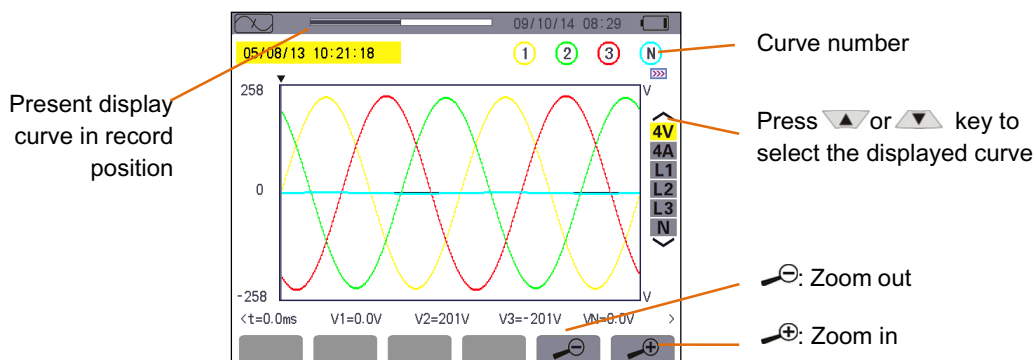 09/10/14 08:29
05/08/13 10:21:18
1 2 3 N
>>>
Curve number
Present display
curve in record
position
258
V
Press ▲ or ▼ key to
select the displayed curve
4V
4A
L1
L2
L3
N
0
-258
V
<t=0.0ms V1=0.0V V2=201V V3=-201V VN=0.0V >
: Zoom out
: Zoom in